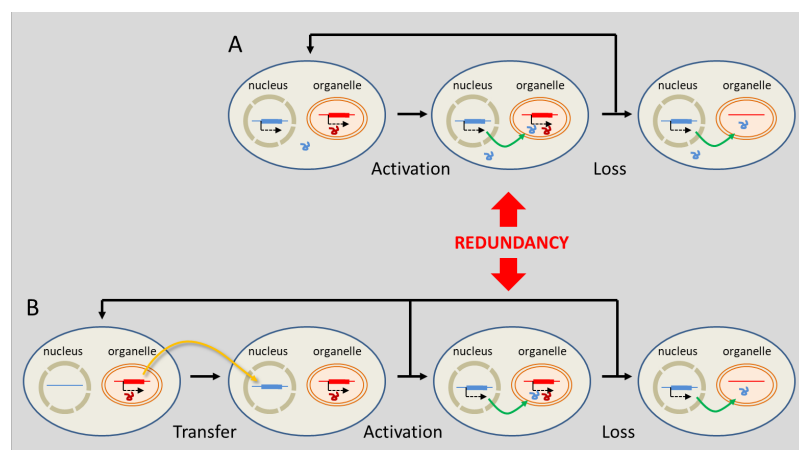 A
nucleus organelle nucleus organelle nucleus organelle
Activation Loss
REDUNDANCY
B
nucleus organelle nucleus organelle nucleus organelle nucleus organelle
Transfer Activation Loss